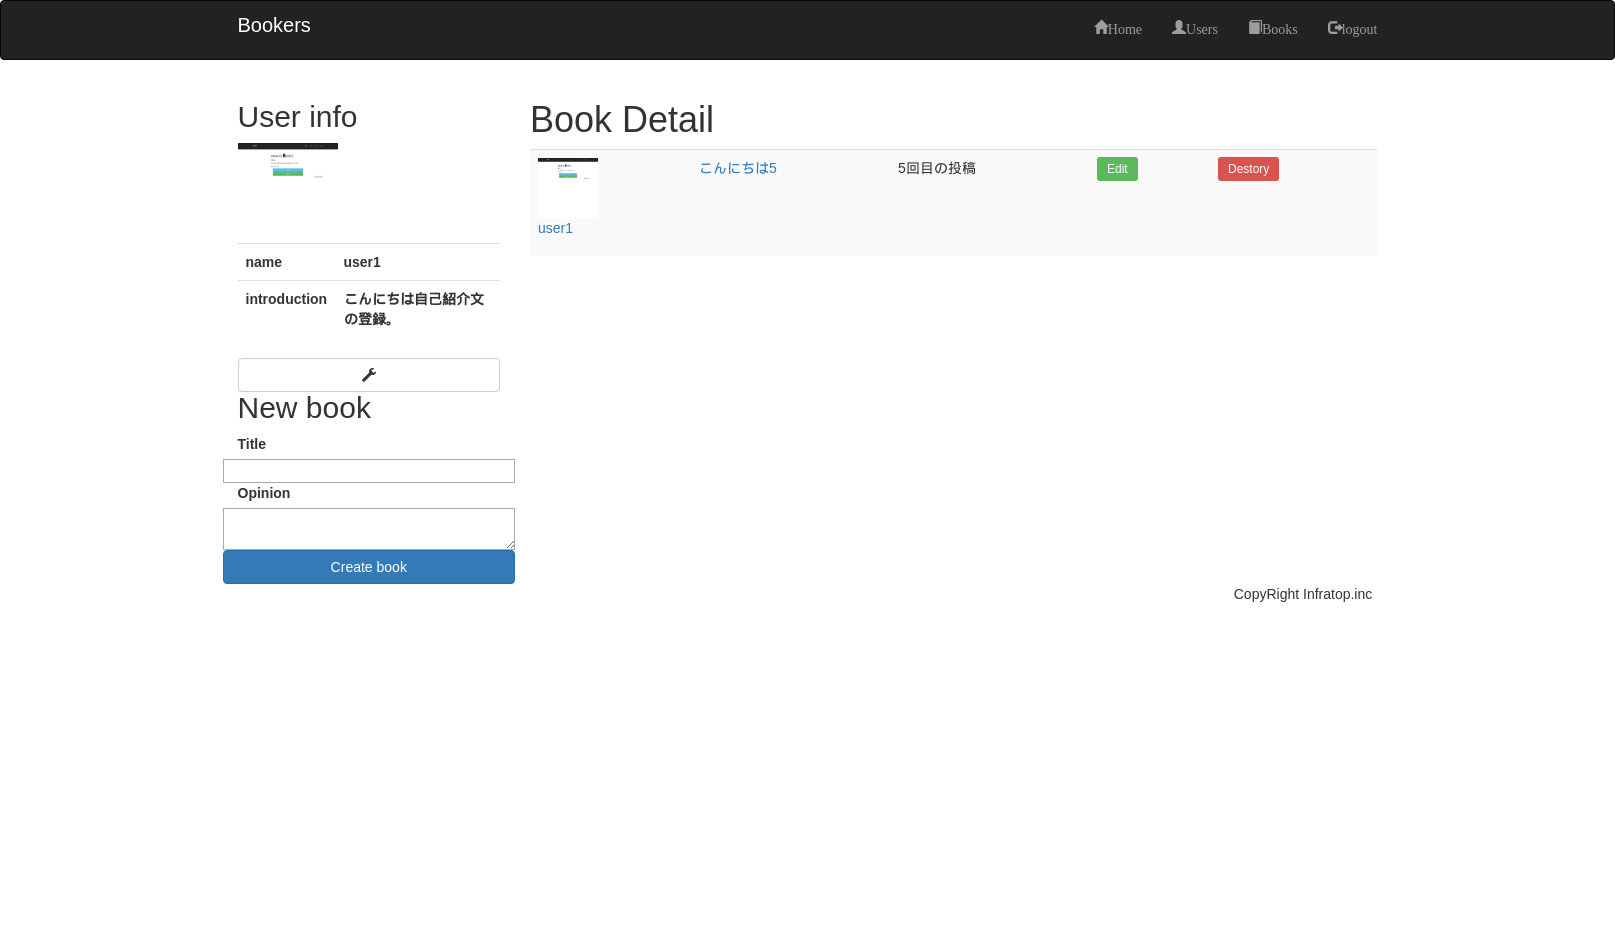 Bookers
Home Users Books logout
User info
name user1
introduction こんにちは自己紹介文
の登録。
New book
Title
Opinion
Create book
Book Detail
こんにちは5 5回目の投稿 Edit Destory
user1
CopyRight Infratop.inc